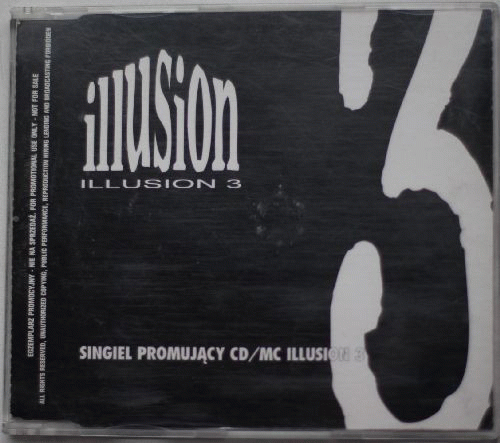 illusion
ILLUSION 3
3
SINGIEL PROMUJĄCY CD/MC ILLUSION 3
EGZEMPLARZ PROMOCYJNY - NIE NA SPRZEDAŻ. FOR PROMOTIONAL USE ONLY - NOT FOR SALE
ALL RIGHTS RESERVED, UNAUTHORIZED COPYING, PUBLIC PERFORMANCE, REPRODUCTION HIRING LENDING AND BROADCASTING FORBIDDEN